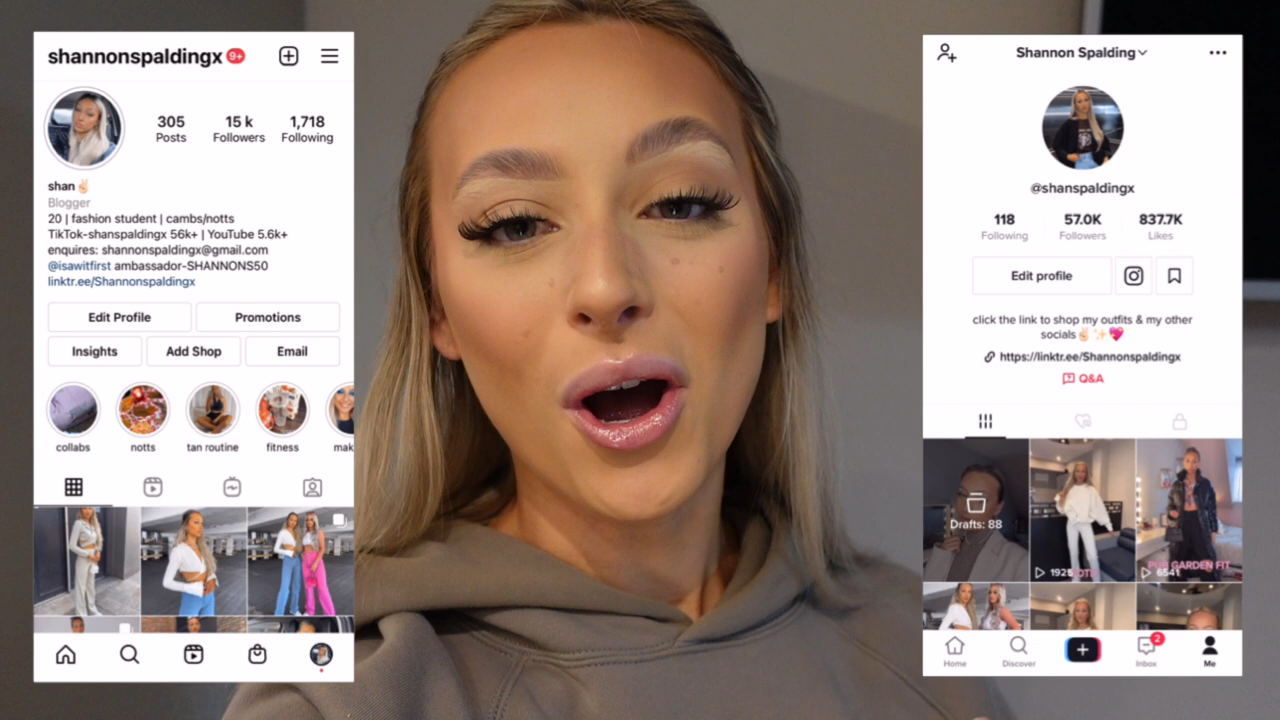 shannonspaldingx 9+
305 15 k 1,718
Posts Followers Following
shan✌🏻
Blogger
20 | fashion student | cambs/notts
TikTok-shanspaldingx 56k+ | YouTube 5.6k+
enquires: shannonspaldingx@gmail.com
@isawitfirst ambassador-SHANNONS50
linktr.ee/Shannonspaldingx
Edit Profile Promotions
Insights Add Shop Email
collabs notts tan routine fitness mak
Shannon Spalding
@shanspaldingx
118 57.0K 837.7K
Following Followers Likes
Edit profile
click the link to shop my outfits & my other
socials✌🏻✨💖
https://linktr.ee/Shannonspaldingx
Q&A
Drafts: 88
1925
PUB GARDEN FIT
6541
Home Discover Inbox 2 Me